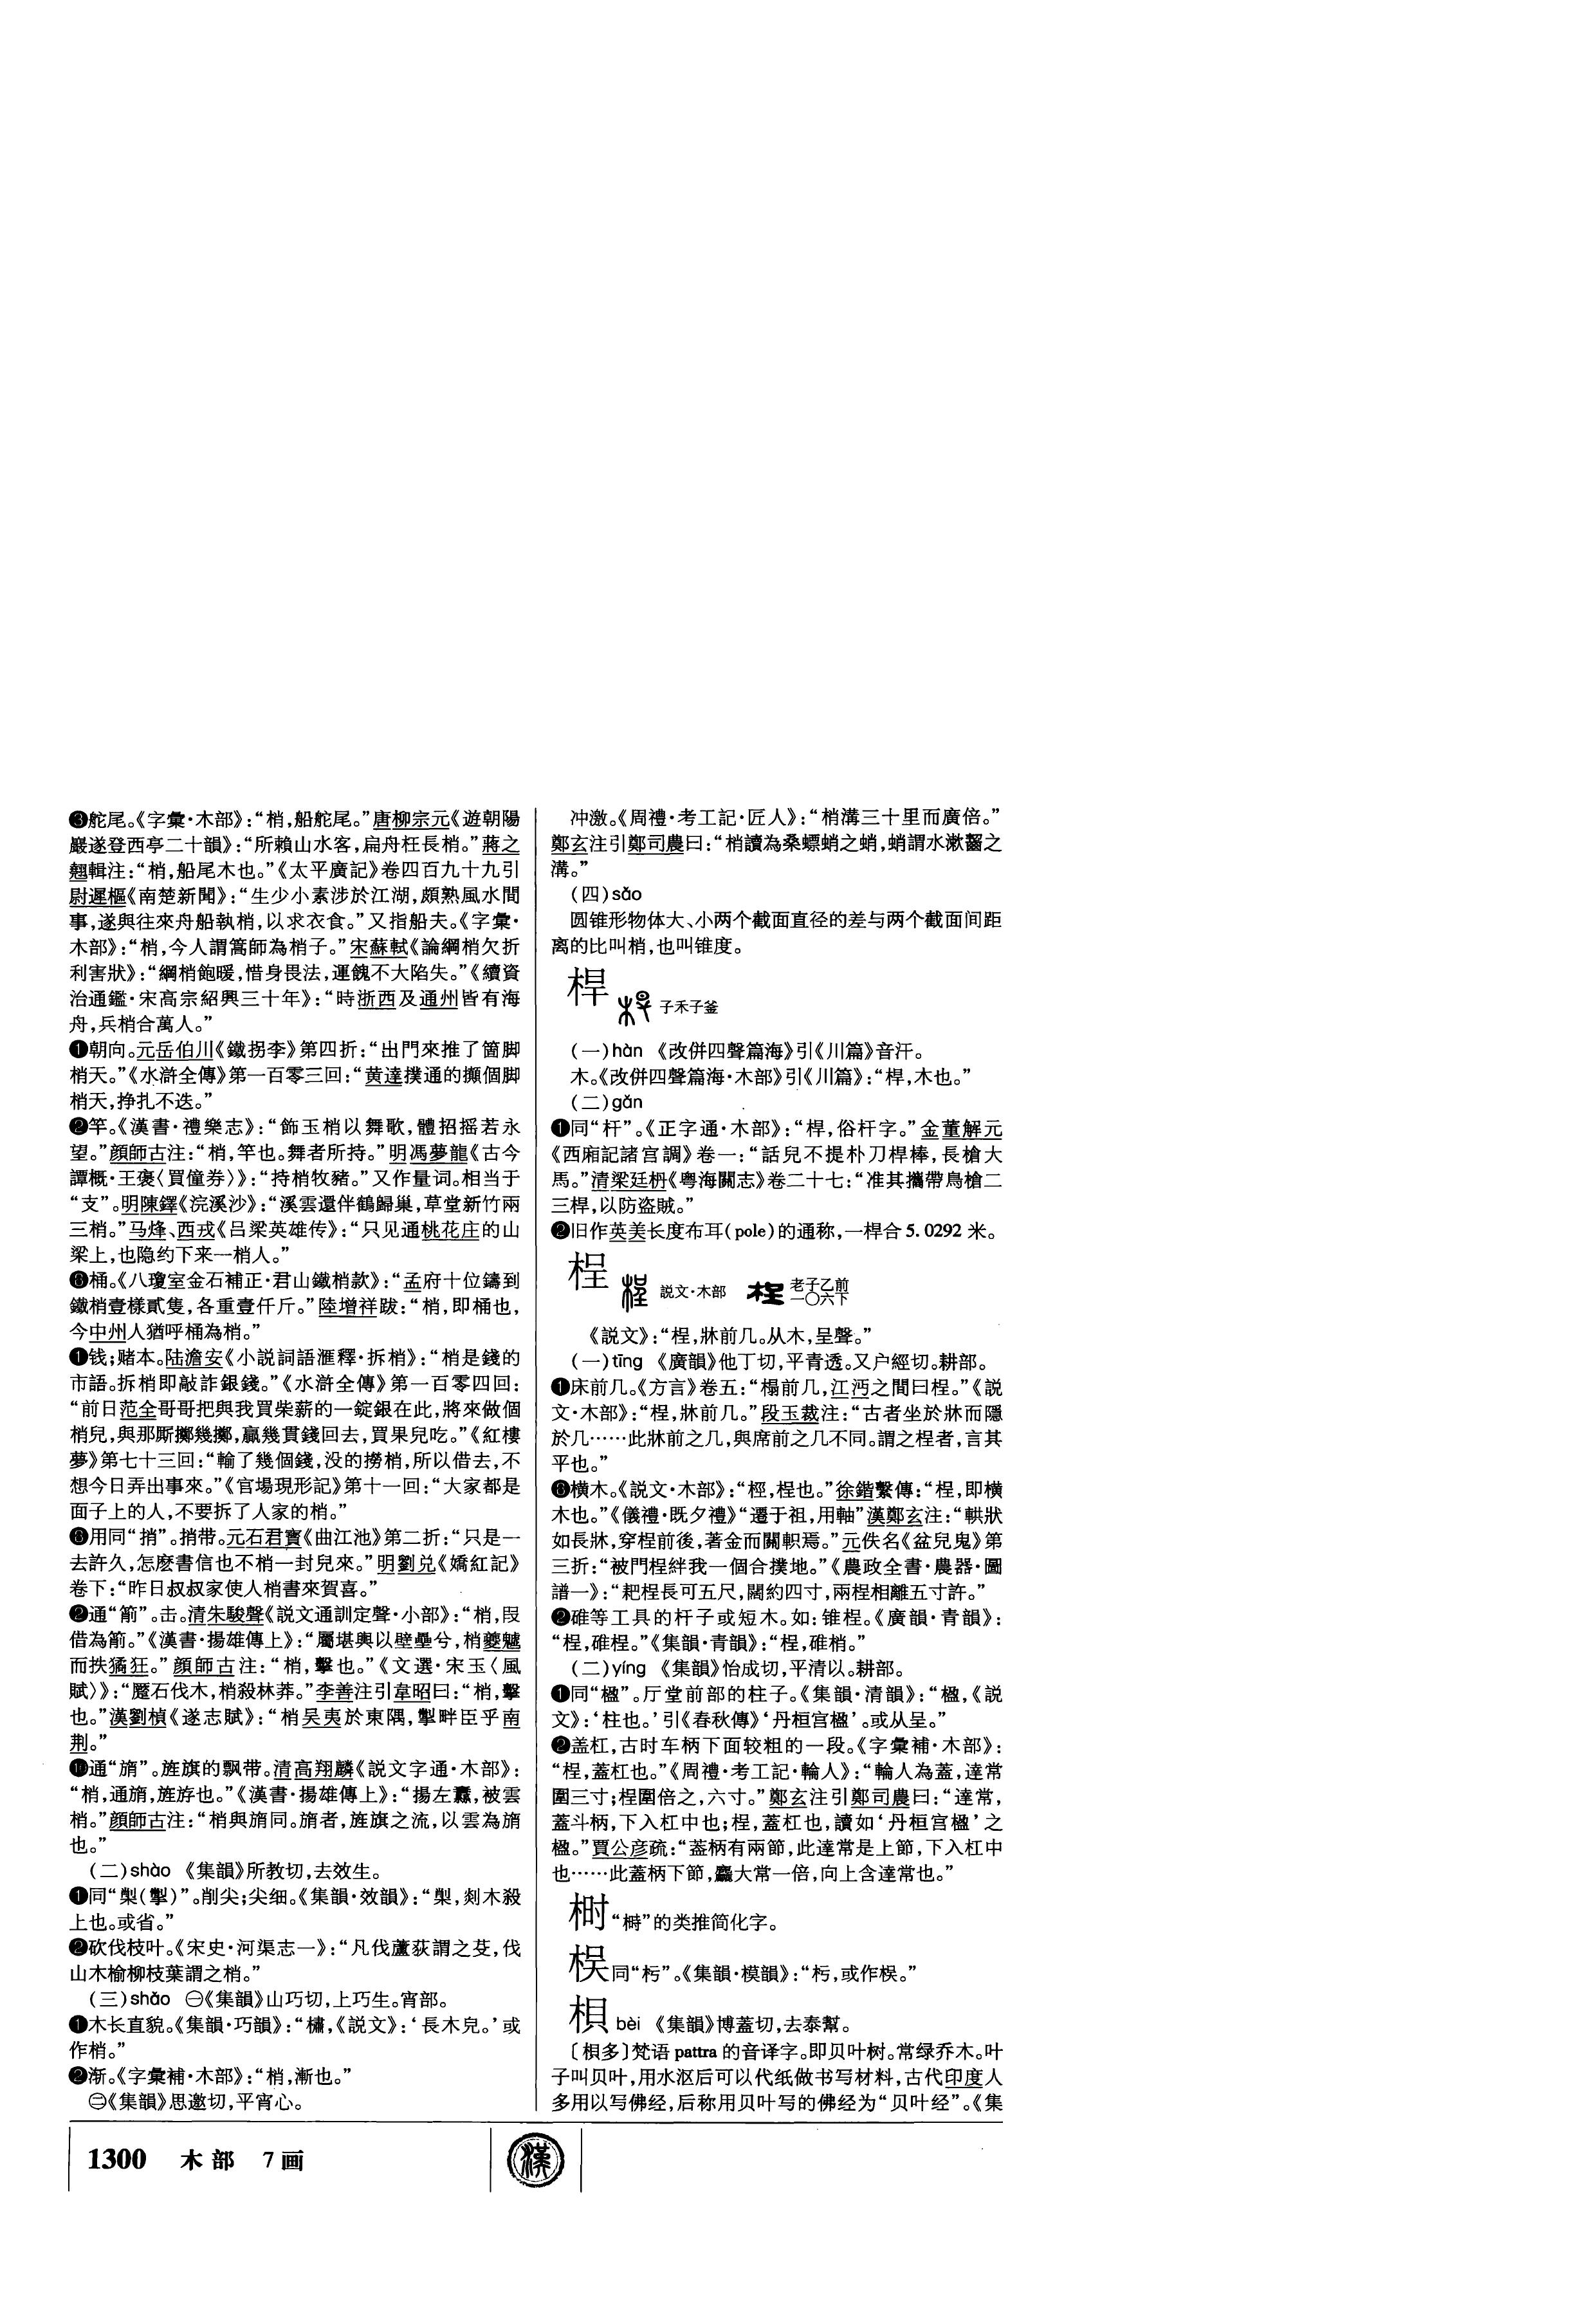 ❸舵尾。《字彙·木部》：“梢，船舵尾。”唐柳宗元《遊朝陽
巖遂登西亭二十韻》：“所賴山水客，扁舟枉長梢。”蔣之
翹輯注：“梢，船尾木也。”《太平廣記》卷四百九十九引
尉遲樞《南楚新聞》：“生少小素涉於江湖，頗熟風水間
事，遂與往來舟船執梢，以求衣食。”又指船夫。《字彙·
木部》：“梢，今人謂篙師為梢子。”宋蘇軾《論綱梢欠折
利害狀》：“綱梢飽暖，惜身畏法，運餽不大陷失。”《續資
治通鑑·宋高宗紹興三十年》：“時浙西及通州皆有海
舟，兵梢合萬人。”
❶朝向。元岳伯川《鐵拐李》第四折：“出門來推了箇脚
梢天。”《水滸全傳》第一百零三回：“黄達撲通的攧個脚
梢天，挣扎不迭。”
❷竿。《漢書·禮樂志》：“飾玉梢以舞歌，體招摇若永
望。”顔師古注：“梢，竿也。舞者所持。”明馮夢龍《古今
譚概·王褒〈買僮券〉》：“持梢牧豬。”又作量词。相当于
“支”。明陳鐸《浣溪沙》：“溪雲還伴鶴歸巢，草堂新竹兩
三梢。”马烽、西戎《吕梁英雄传》：“只见通桃花庄的山
梁上，也隐约下来一梢人。”
❻桶。《八瓊室金石補正·君山鐵梢款》：“孟府十位鑄到
鐵梢壹樣貳隻，各重壹仟斤。”陸增祥跋：“梢，即桶也，
今中州人猶呼桶為梢。”
❶钱；赌本。陆澹安《小説詞語滙釋·拆梢》：“梢是錢的
市語。拆梢即敲詐銀錢。”《水滸全傳》第一百零四回：
“前日范全哥哥把與我買柴薪的一錠銀在此，將來做個
梢兒，與那厮擲幾擲，贏幾貫錢回去，買果兒吃。”《紅樓
夢》第七十三回：“輸了幾個錢，没的撈梢，所以借去，不
想今日弄出事來。”《官場現形記》第十一回：“大家都是
面子上的人，不要拆了人家的梢。”
❽用同“捎”。捎带。元石君寶《曲江池》第二折：“只是一
去許久，怎麽書信也不梢一封兒來。”明劉兑《嬌紅記》
卷下：“昨日叔叔家使人梢書來賀喜。”
❷通“箾”。击。清朱駿聲《説文通訓定聲·小部》：“梢，叚
借為箾。”《漢書·揚雄傳上》：“屬堪輿以壁壘兮，梢夔魖
而抶獝狂。”顔師古注：“梢，擊也。”《文選·宋玉〈風
賦〉》：“蹷石伐木，梢殺林莽。”李善注引韋昭曰：“梢，擊
也。”漢劉楨《遂志賦》：“梢吴夷於東隅，掣畔臣乎南
荆。”
❶通“旓”。旌旗的飘带。清高翔麟《説文字通·木部》：
“梢，通旓，旌斿也。”《漢書·揚雄傳上》：“揚左纛，被雲
梢。”顔師古注：“梢與旓同。旓者，旌旗之流，以雲為旓
也。”
（二）shào 《集韻》所教切，去效生。
❶同“㮶（揱）”。削尖；尖细。《集韻·效韻》：“㮶，剡木殺
上也。或省。”
❷砍伐枝叶。《宋史·河渠志一》：“凡伐蘆荻謂之芟，伐
山木榆柳枝葉謂之梢。”
（三）shǎo ㊀《集韻》山巧切，上巧生。宵部。
❶木长直貌。《集韻·巧韻》：“橚，《説文》：‘長木皃。’或
作梢。”
❷渐。《字彙補·木部》：“梢，漸也。”
㊁《集韻》思邀切，平宵心。
冲激。《周禮·考工記·匠人》：“梢溝三十里而廣倍。”
鄭玄注引鄭司農曰：“梢讀為桑螵蛸之蛸，蛸謂水漱齧之
溝。”
（四）sǎo
圆锥形物体大、小两个截面直径的差与两个截面间距
离的比叫梢，也叫锥度。
桿 子禾子釜
（一）hàn 《改併四聲篇海》引《川篇》音汗。
木。《改併四聲篇海·木部》引《川篇》：“桿，木也。”
（二）gǎn
❶同“杆”。《正字通·木部》：“桿，俗杆字。”金董解元
《西廂記諸宫調》卷一：“話兒不提朴刀桿棒，長槍大
馬。”清梁廷枏《粤海關志》卷二十七：“准其攜帶鳥槍二
三桿，以防盗賊。”
❷旧作英美长度布耳（pole）的通称，一桿合 5.0292 米。
桯 説文·木部 老子乙前一〇六下
《説文》：“桯，牀前几。从木，呈聲。”
（一）tīng 《廣韻》他丁切，平青透。又户經切。耕部。
❶床前几。《方言》卷五：“榻前几，江沔之間曰桯。”《説
文·木部》：“桯，牀前几。”段玉裁注：“古者坐於牀而隱
於几……此牀前之几，與席前之几不同。謂之桯者，言其
平也。”
❻横木。《説文·木部》：“桱，桯也。”徐鍇繫傳：“桯，即横
木也。”《儀禮·既夕禮》“遷于祖，用軸”漢鄭玄注：“輁狀
如長牀，穿桯前後，著金而關軹焉。”元佚名《盆兒鬼》第
三折：“被門桯絆我一個合撲地。”《農政全書·農器·圖
譜一》：“耙桯長可五尺，闊約四寸，兩桯相離五寸許。”
❷碓等工具的杆子或短木。如：锥桯。《廣韻·青韻》：
“桯，碓桯。”《集韻·青韻》：“桯，碓梢。”
（二）yíng 《集韻》怡成切，平清以。耕部。
❶同“楹”。厅堂前部的柱子。《集韻·清韻》：“楹，《説
文》：‘柱也。’引《春秋傳》‘丹桓宫楹’。或从呈。”
❷盖杠，古时车柄下面较粗的一段。《字彙補·木部》：
“桯，蓋杠也。”《周禮·考工記·輪人》：“輪人為蓋，達常
圍三寸；桯圍倍之，六寸。”鄭玄注引鄭司農曰：“達常，
蓋斗柄，下入杠中也；桯，蓋杠也，讀如‘丹桓宫楹’之
楹。”賈公彦疏：“葢柄有兩節，此達常是上節，下入杠中
也……此蓋柄下節，麤大常一倍，向上含達常也。”
𬂩“榯”的类推简化字。
㭎同“杇”。《集韻·模韻》：“杇，或作㭎。”
梖 bèi 《集韻》博蓋切，去泰幫。
〔梖多〕梵语 pattra 的音译字。即贝叶树。常绿乔木。叶
子叫贝叶，用水沤后可以代纸做书写材料，古代印度人
多用以写佛经，后称用贝叶写的佛经为“贝叶经”。《集
1300 木部 7画
漢